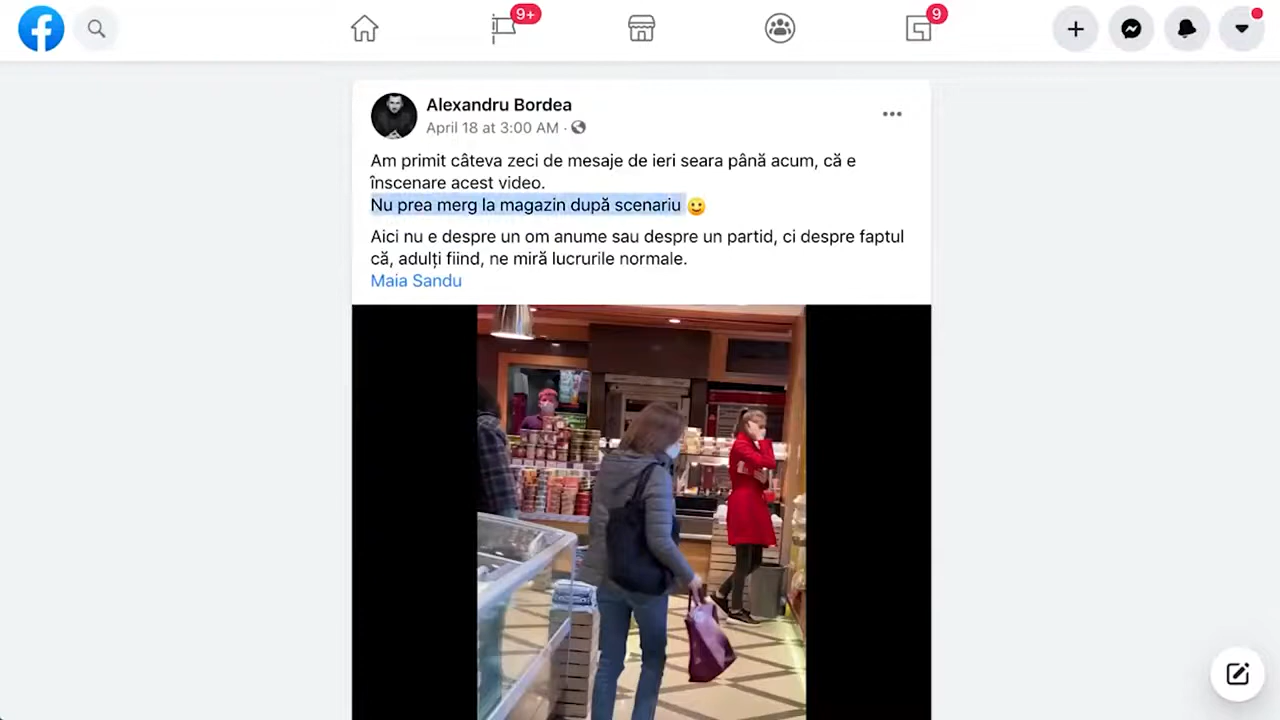 9+
9
Alexandru Bordea
April 18 at 3:00 AM ·
Am primit câteva zeci de mesaje de ieri seara până acum, că e
înscenare acest video.
Nu prea merg la magazin după scenariu
Aici nu e despre un om anume sau despre un partid, ci despre faptul
că, adulți fiind, ne miră lucrurile normale.
Maia Sandu